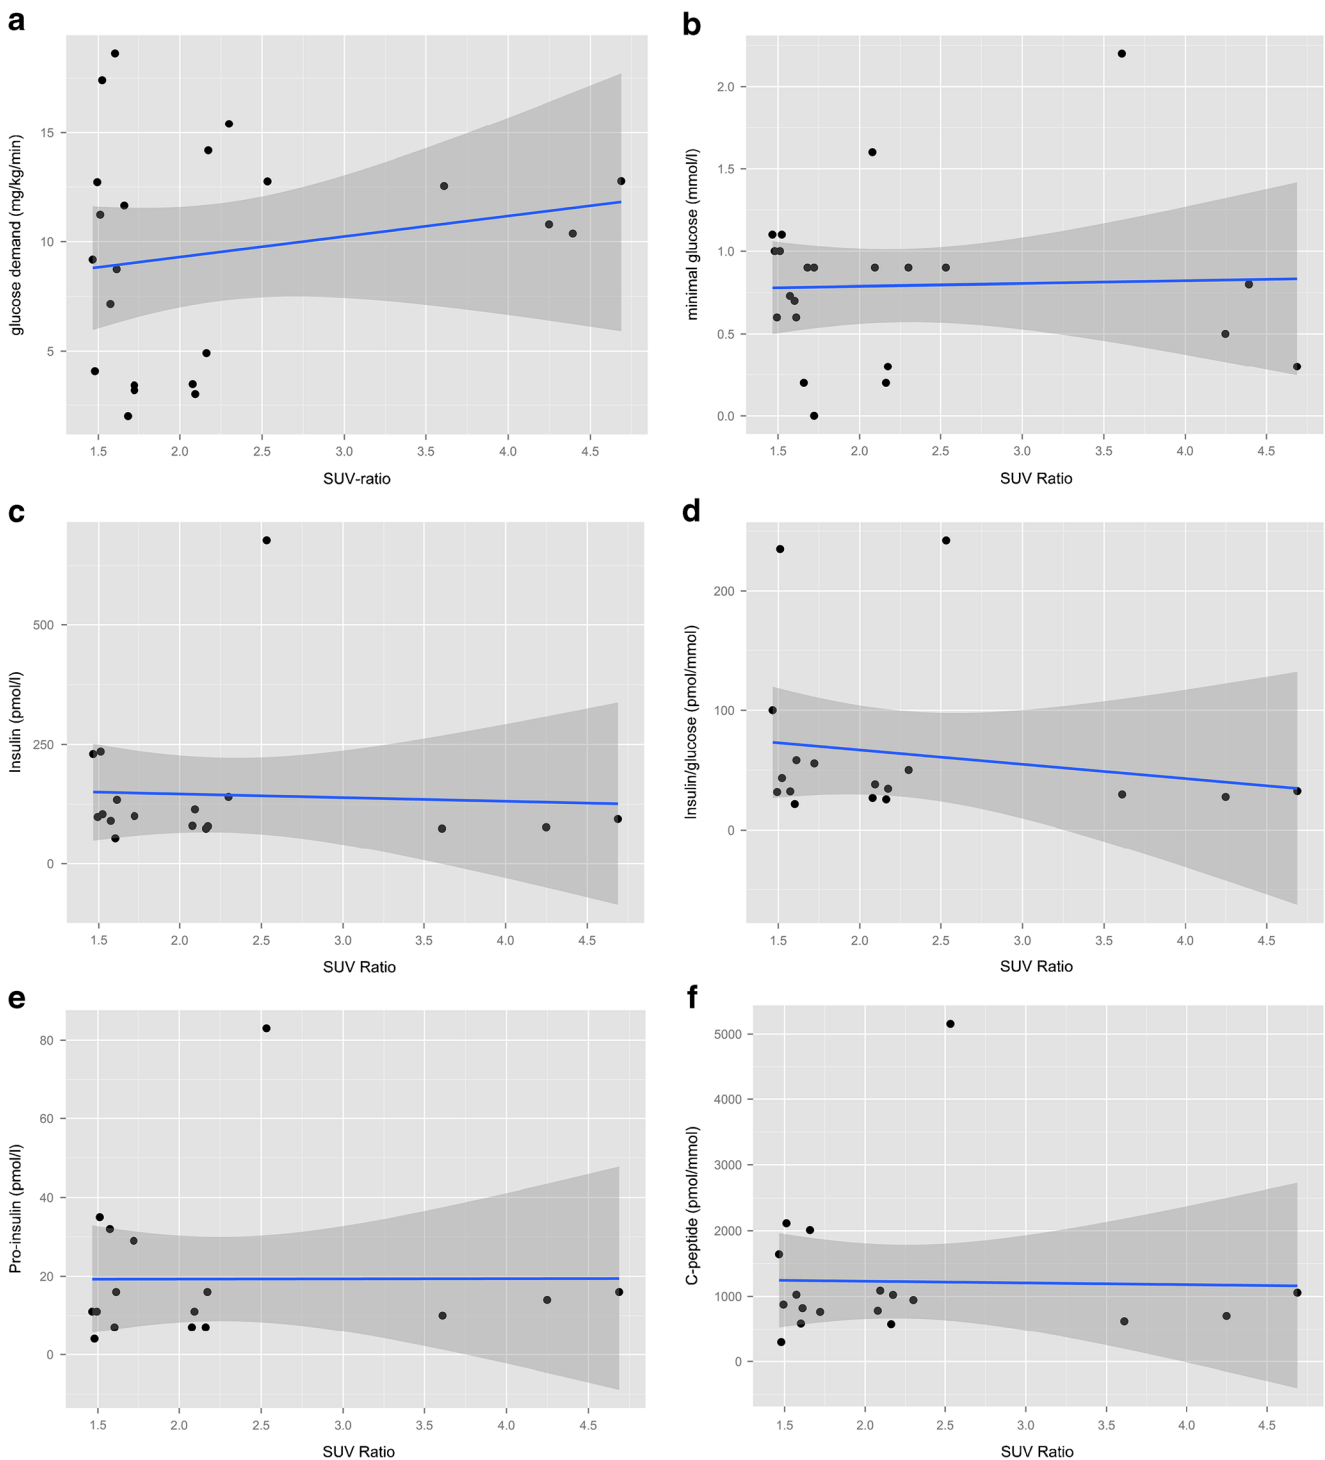 a
glucose demand (mg/kg/min)
15
10
5
1.5 2.0 2.5 3.0 3.5 4.0 4.5
SUV-ratio
b
minimal glucose (mmol/l)
2.0
1.5
1.0
0.5
0.0
1.5 2.0 2.5 3.0 3.5 4.0 4.5
SUV Ratio
c
Insulin (pmol/l)
500
250
0
1.5 2.0 2.5 3.0 3.5 4.0 4.5
SUV Ratio
d
Insulin/glucose (pmol/mmol)
200
100
0
1.5 2.0 2.5 3.0 3.5 4.0 4.5
SUV Ratio
e
Pro-insulin (pmol/l)
80
60
40
20
0
1.5 2.0 2.5 3.0 3.5 4.0 4.5
SUV Ratio
f
C-peptide (pmol/mmol)
5000
4000
3000
2000
1000
0
1.5 2.0 2.5 3.0 3.5 4.0 4.5
SUV Ratio